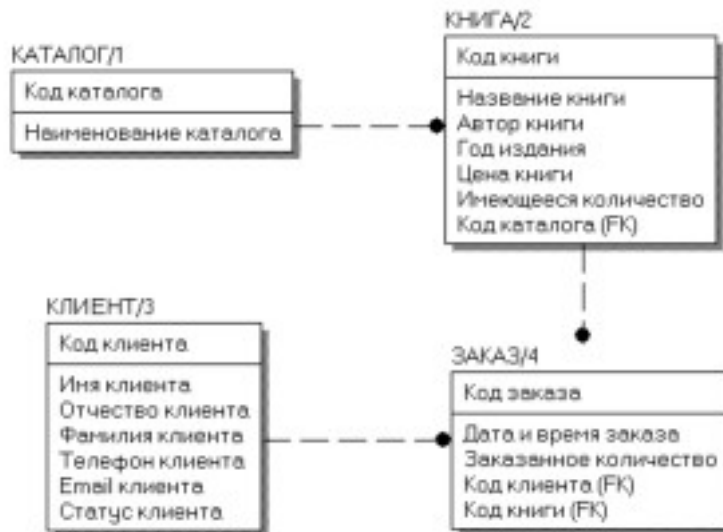 КАТАЛОГ/1
Код каталога
Наименование каталога
КНИГА/2
Код книги
Название книги
Автор книги
Год издания
Цена книги
Имеющееся количество
Код каталога (FK)
КЛИЕНТ/3
Код клиента
Имя клиента
Отчество клиента
Фамилия клиента
Телефон клиента
Email клиента
Статус клиента
ЗАКАЗ/4
Код заказа
Дата и время заказа
Заказанное количество
Код клиента (FK)
Код книги (FK)